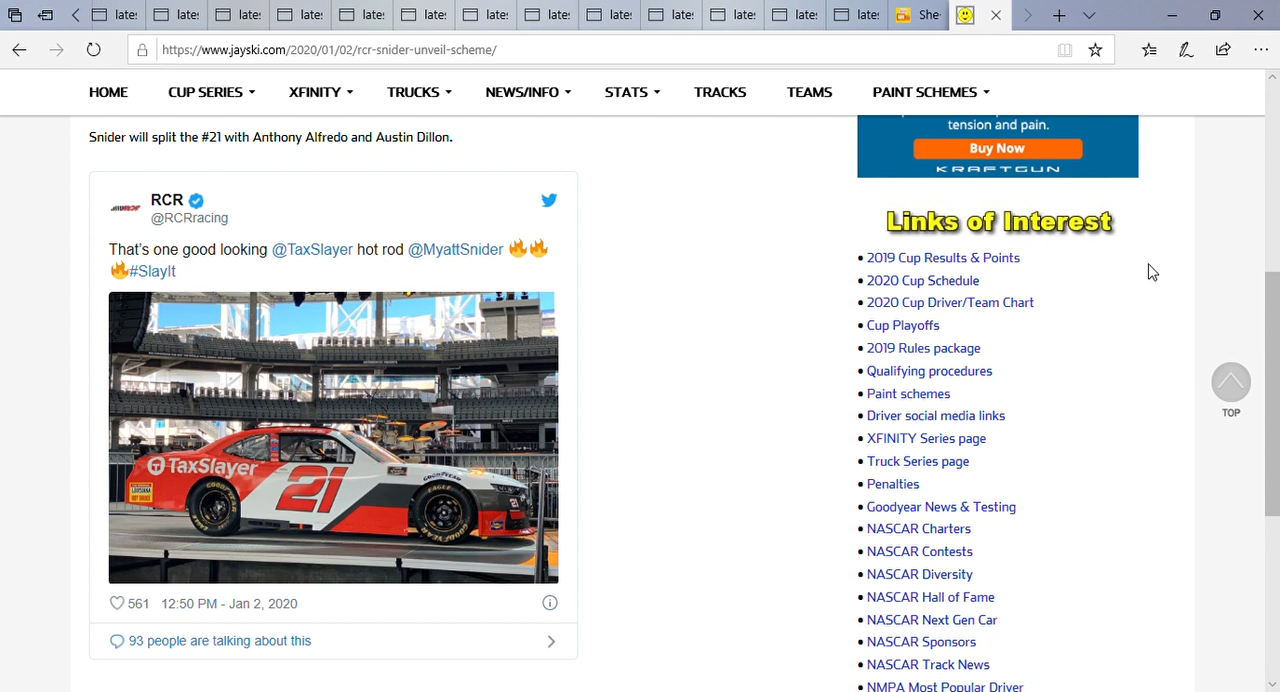 late
late
late
late
late
late
late
late
late
late
late
late
late
She
https://www.jayski.com/2020/01/02/rcr-snider-unveil-scheme/
HOME CUP SERIES XFINITY TRUCKS NEWS/INFO STATS TRACKS TEAMS PAINT SCHEMES
Snider will split the #21 with Anthony Alfredo and Austin Dillon.
RCR
@RCRracing
That's one good looking @TaxSlayer hot rod @MyattSnider 🔥🔥
🔥#SlayIt
TaxSlayer
21
LOUISIANA
HOT SAUCE
GOODYEAR
EAGLE
GOODYEAR
21
561 12:50 PM - Jan 2, 2020
93 people are talking about this
tension and pain.
Buy Now
KRAFTGUN
Links of Interest
• 2019 Cup Results & Points
• 2020 Cup Schedule
• 2020 Cup Driver/Team Chart
• Cup Playoffs
• 2019 Rules package
• Qualifying procedures
• Paint schemes
• Driver social media links
• XFINITY Series page
• Truck Series page
• Penalties
• Goodyear News & Testing
• NASCAR Charters
• NASCAR Contests
• NASCAR Diversity
• NASCAR Hall of Fame
• NASCAR Next Gen Car
• NASCAR Sponsors
• NASCAR Track News
• NMPA Most Popular Driver
TOP